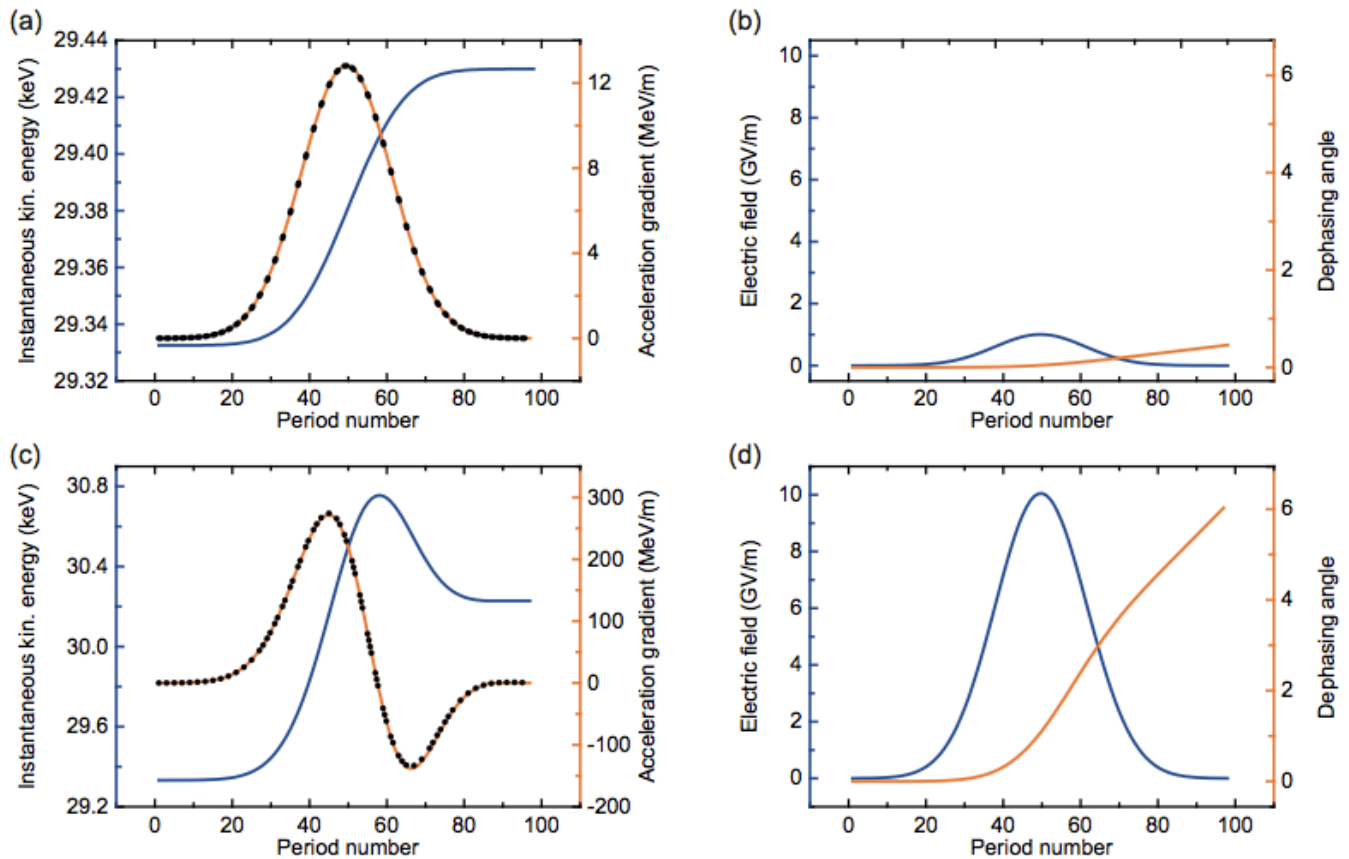 (a)
29.44
29.43
29.40
29.38
29.36
29.34
29.32
Instantaneous kin. energy (keV)
12
8
4
0
Acceleration gradient (MeV/m)
0 20 40 60 80 100
Period number
(b)
10
8
6
4
2
0
Electric field (GV/m)
6
4
2
0
Dephasing angle
0 20 40 60 80 100
Period number
(c)
30.8
30.4
30.0
29.6
29.2
Instantaneous kin. energy (keV)
300
200
100
0
-100
-200
Acceleration gradient (MeV/m)
0 20 40 60 80 100
Period number
(d)
10
8
6
4
2
0
Electric field (GV/m)
6
4
2
0
Dephasing angle
0 20 40 60 80 100
Period number